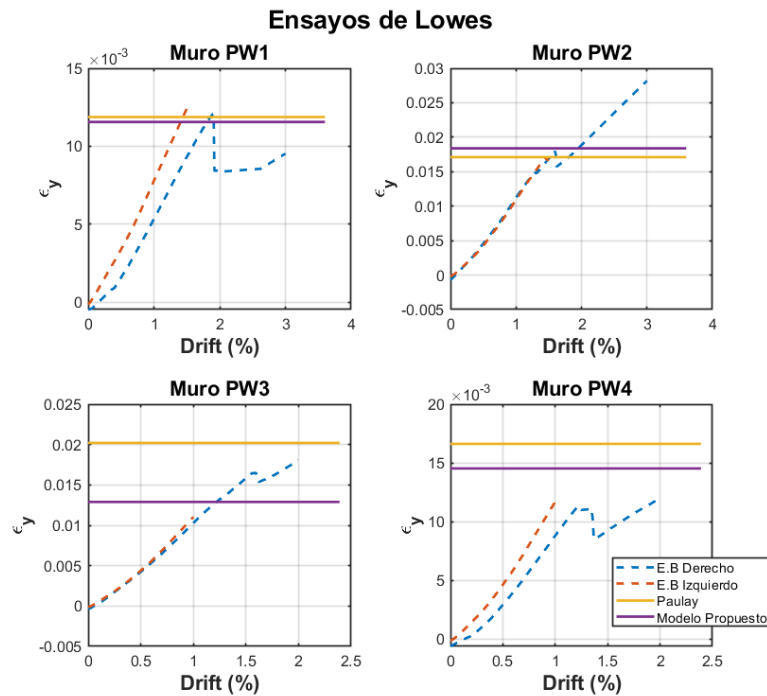 Ensayos de Lowes
Muro PW1
×10⁻³
15
10
5
0
ϵy
0 1 2 3 4
Drift (%)
Muro PW2
0.03
0.025
0.02
0.015
0.01
0.005
0
-0.005
ϵy
0 1 2 3 4
Drift (%)
Muro PW3
0.025
0.02
0.015
0.01
0.005
0
-0.005
ϵy
0 0.5 1 1.5 2 2.5
Drift (%)
Muro PW4
×10⁻³
20
15
10
5
0
ϵy
0 0.5 1 1.5 2 2.5
Drift (%)
E.B Derecho
E.B Izquierdo
Paulay
Modelo Propuesto